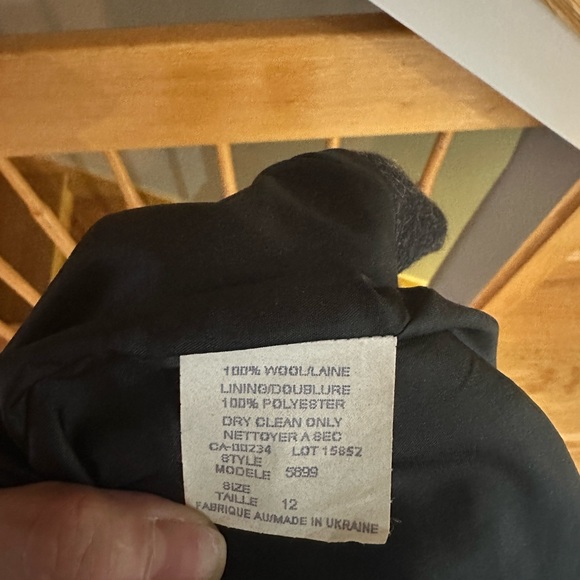 100% WOOL/LAINE
LINING/DOUBLURE
100% POLYESTER
DRY CLEAN ONLY
NETTOYER A SEC
CA-00234 LOT 15852
STYLE
MODELE 5899
SIZE
TAILLE 12
FABRIQUE AU/MADE IN UKRAINE